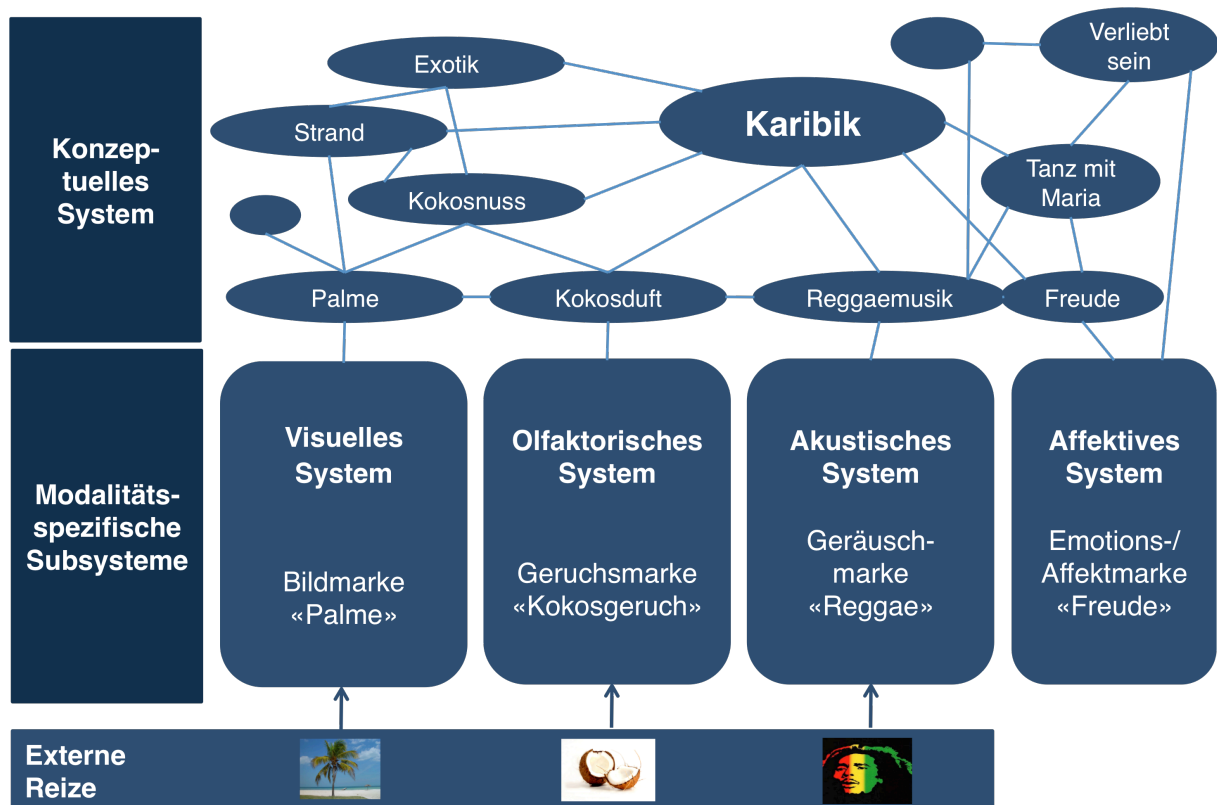 Konzep-
tuelles
System
Exotik
Strand
Kokosnuss
Karibik
Verliebt
sein
Tanz mit
Maria
Palme
Kokosduft
Reggaemusik
Freude
Modalitäts-
spezifische
Subsysteme
Visuelles
System
Bildmarke
«Palme»
Olfaktorisches
System
Geruchsmarke
«Kokosgeruch»
Akustisches
System
Geräusch-
marke
«Reggae»
Affektives
System
Emotions-/
Affektmarke
«Freude»
Externe
Reize